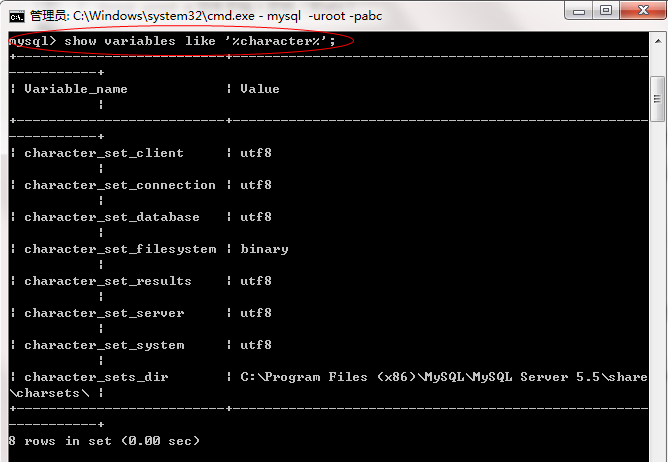 管理员: C:\Windows\system32\cmd.exe - mysql  -uroot -pabc
mysql> show variables like '%character%';
+--------------------------+----------------------------------------------------
-----------+
| Variable_name            | Value
           |
+--------------------------+----------------------------------------------------
-----------+
| character_set_client     | utf8
           |
| character_set_connection | utf8
           |
| character_set_database   | utf8
           |
| character_set_filesystem | binary
           |
| character_set_results    | utf8
           |
| character_set_server     | utf8
           |
| character_set_system     | utf8
           |
| character_sets_dir       | C:\Program Files (x86)\MySQL\MySQL Server 5.5\share
\charsets\ |
+--------------------------+----------------------------------------------------
-----------+
8 rows in set (0.00 sec)